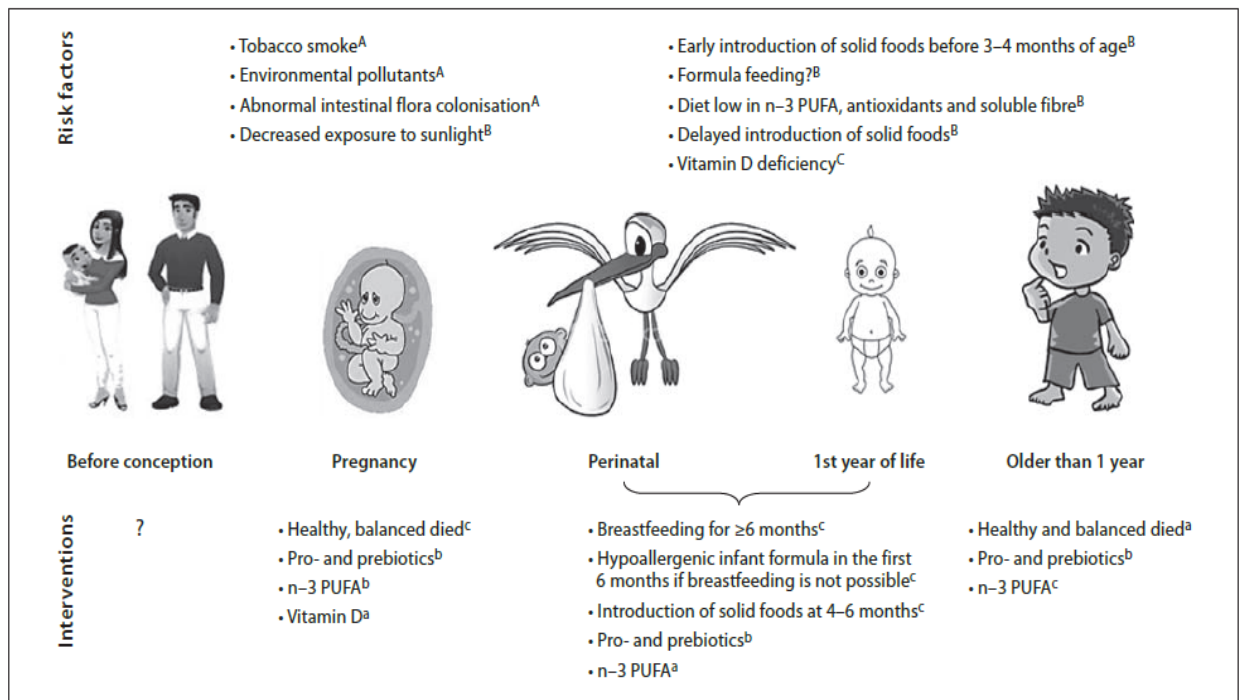 Risk factors
• Tobacco smokeᴬ
• Environmental pollutantsᴬ
• Abnormal intestinal flora colonisationᴬ
• Decreased exposure to sunlightᴮ
• Early introduction of solid foods before 3–4 months of ageᴮ
• Formula feeding?ᴮ
• Diet low in n–3 PUFA, antioxidants and soluble fibreᴮ
• Delayed introduction of solid foodsᴮ
• Vitamin D deficiencyᶜ
Before conception
Pregnancy
Perinatal
1st year of life
Older than 1 year
Interventions
?
• Healthy, balanced diedᶜ
• Pro- and prebioticsᵇ
• n–3 PUFAᵇ
• Vitamin Dᵃ
• Breastfeeding for ≥6 monthsᶜ
• Hypoallergenic infant formula in the first
6 months if breastfeeding is not possibleᶜ
• Introduction of solid foods at 4–6 monthsᶜ
• Pro- and prebioticsᵇ
• n–3 PUFAᵃ
• Healthy and balanced diedᵃ
• Pro- and prebioticsᵇ
• n–3 PUFAᶜ